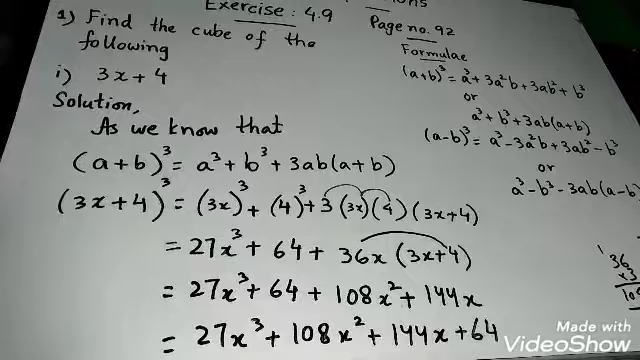 Exercise : 4.9
Page no. 92
1) Find the cube of the
following
i) 3x + 4
Solution,
As we know that
(a+b)³ = a³ + b³ + 3ab(a+b)
(3x+4)³ = (3x)³ + (4)³ + 3(3x)(4)(3x+4)
= 27x³ + 64 + 36x (3x+4)
= 27x³ + 64 + 108x² + 144x
= 27x³ + 108x² + 144x + 64
Formulae
(a+b)³ = a³ + 3a²b + 3ab² + b³
or
a³ + b³ + 3ab(a+b)
(a-b)³ = a³ - 3a²b + 3ab² - b³
or
a³ - b³ - 3ab(a-b
1
36
x3
Made with
VideoShow